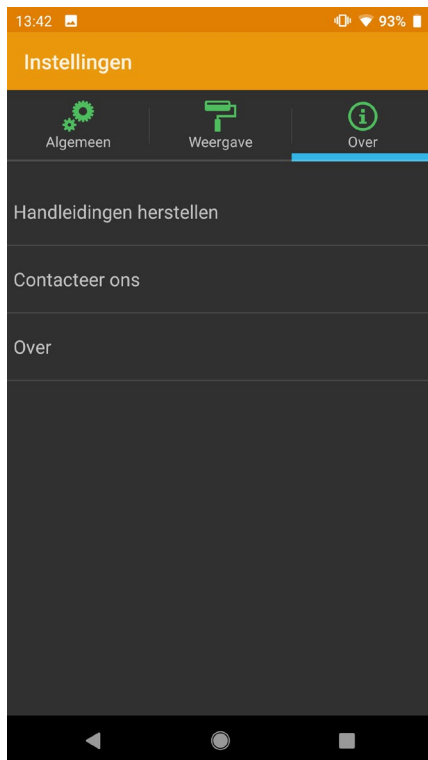 13:42 93%
Instellingen
Algemeen Weergave Over
Handleidingen herstellen
Contacteer ons
Over